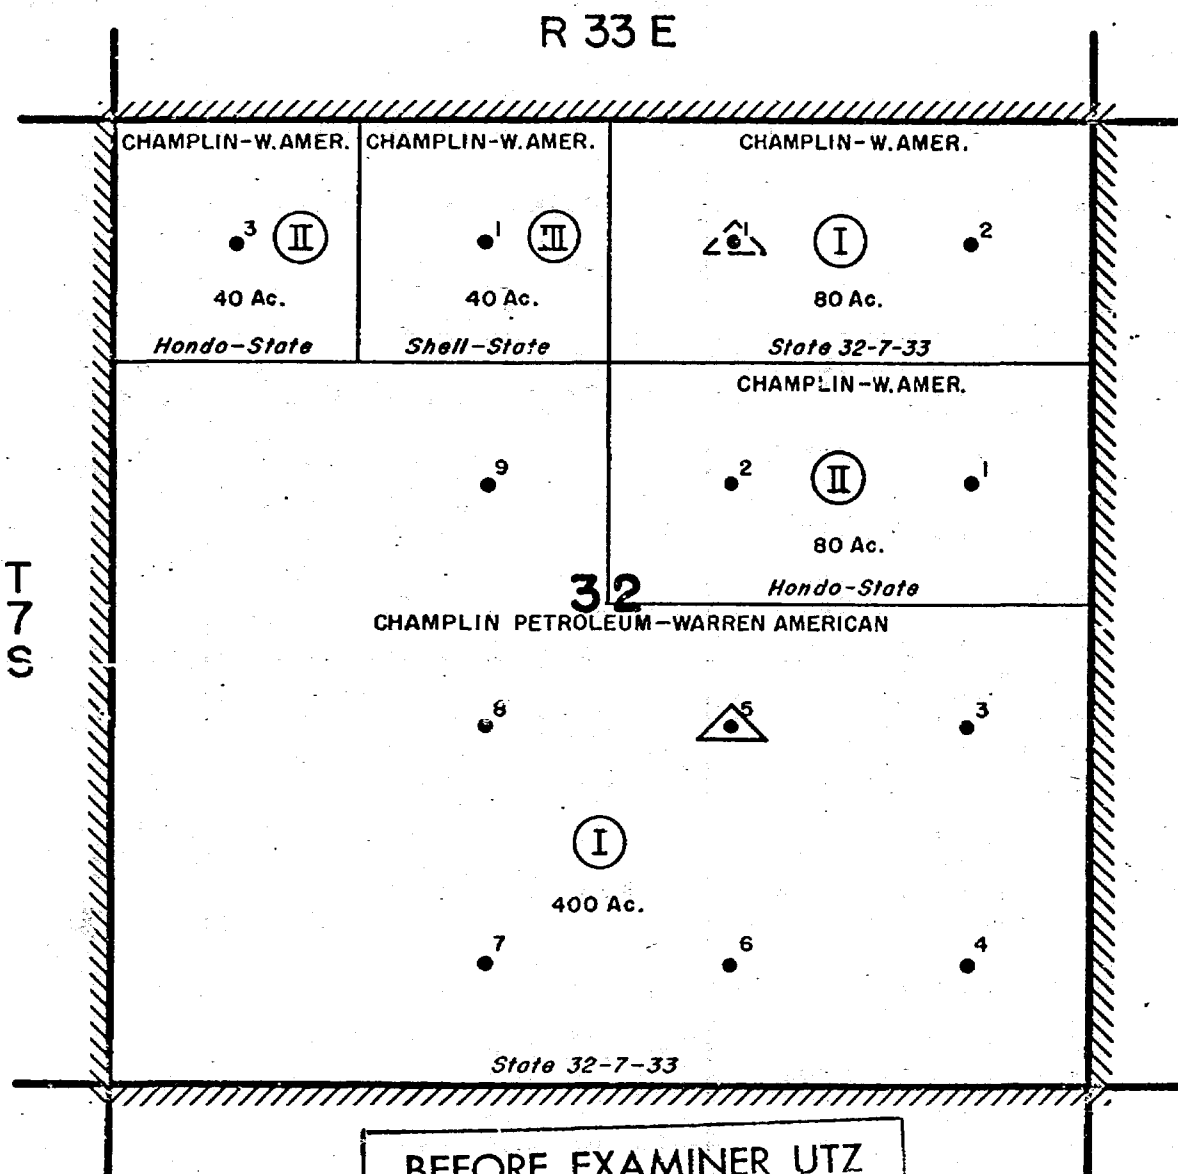 R 33 E
CHAMPLIN-W.AMER. CHAMPLIN-W.AMER. CHAMPLIN-W.AMER.
3 II 1 III 1 I 2
40 Ac. 40 Ac. 80 Ac.
Hondo-State Shell-State State 32-7-33
CHAMPLIN-W.AMER.
9 2 II 1
80 Ac.
T
7
S
32
Hondo-State
CHAMPLIN PETROLEUM-WARREN AMERICAN
8 5 3
I
400 Ac.
7 6 4
State 32-7-33
BEFORE EXAMINER UTZ